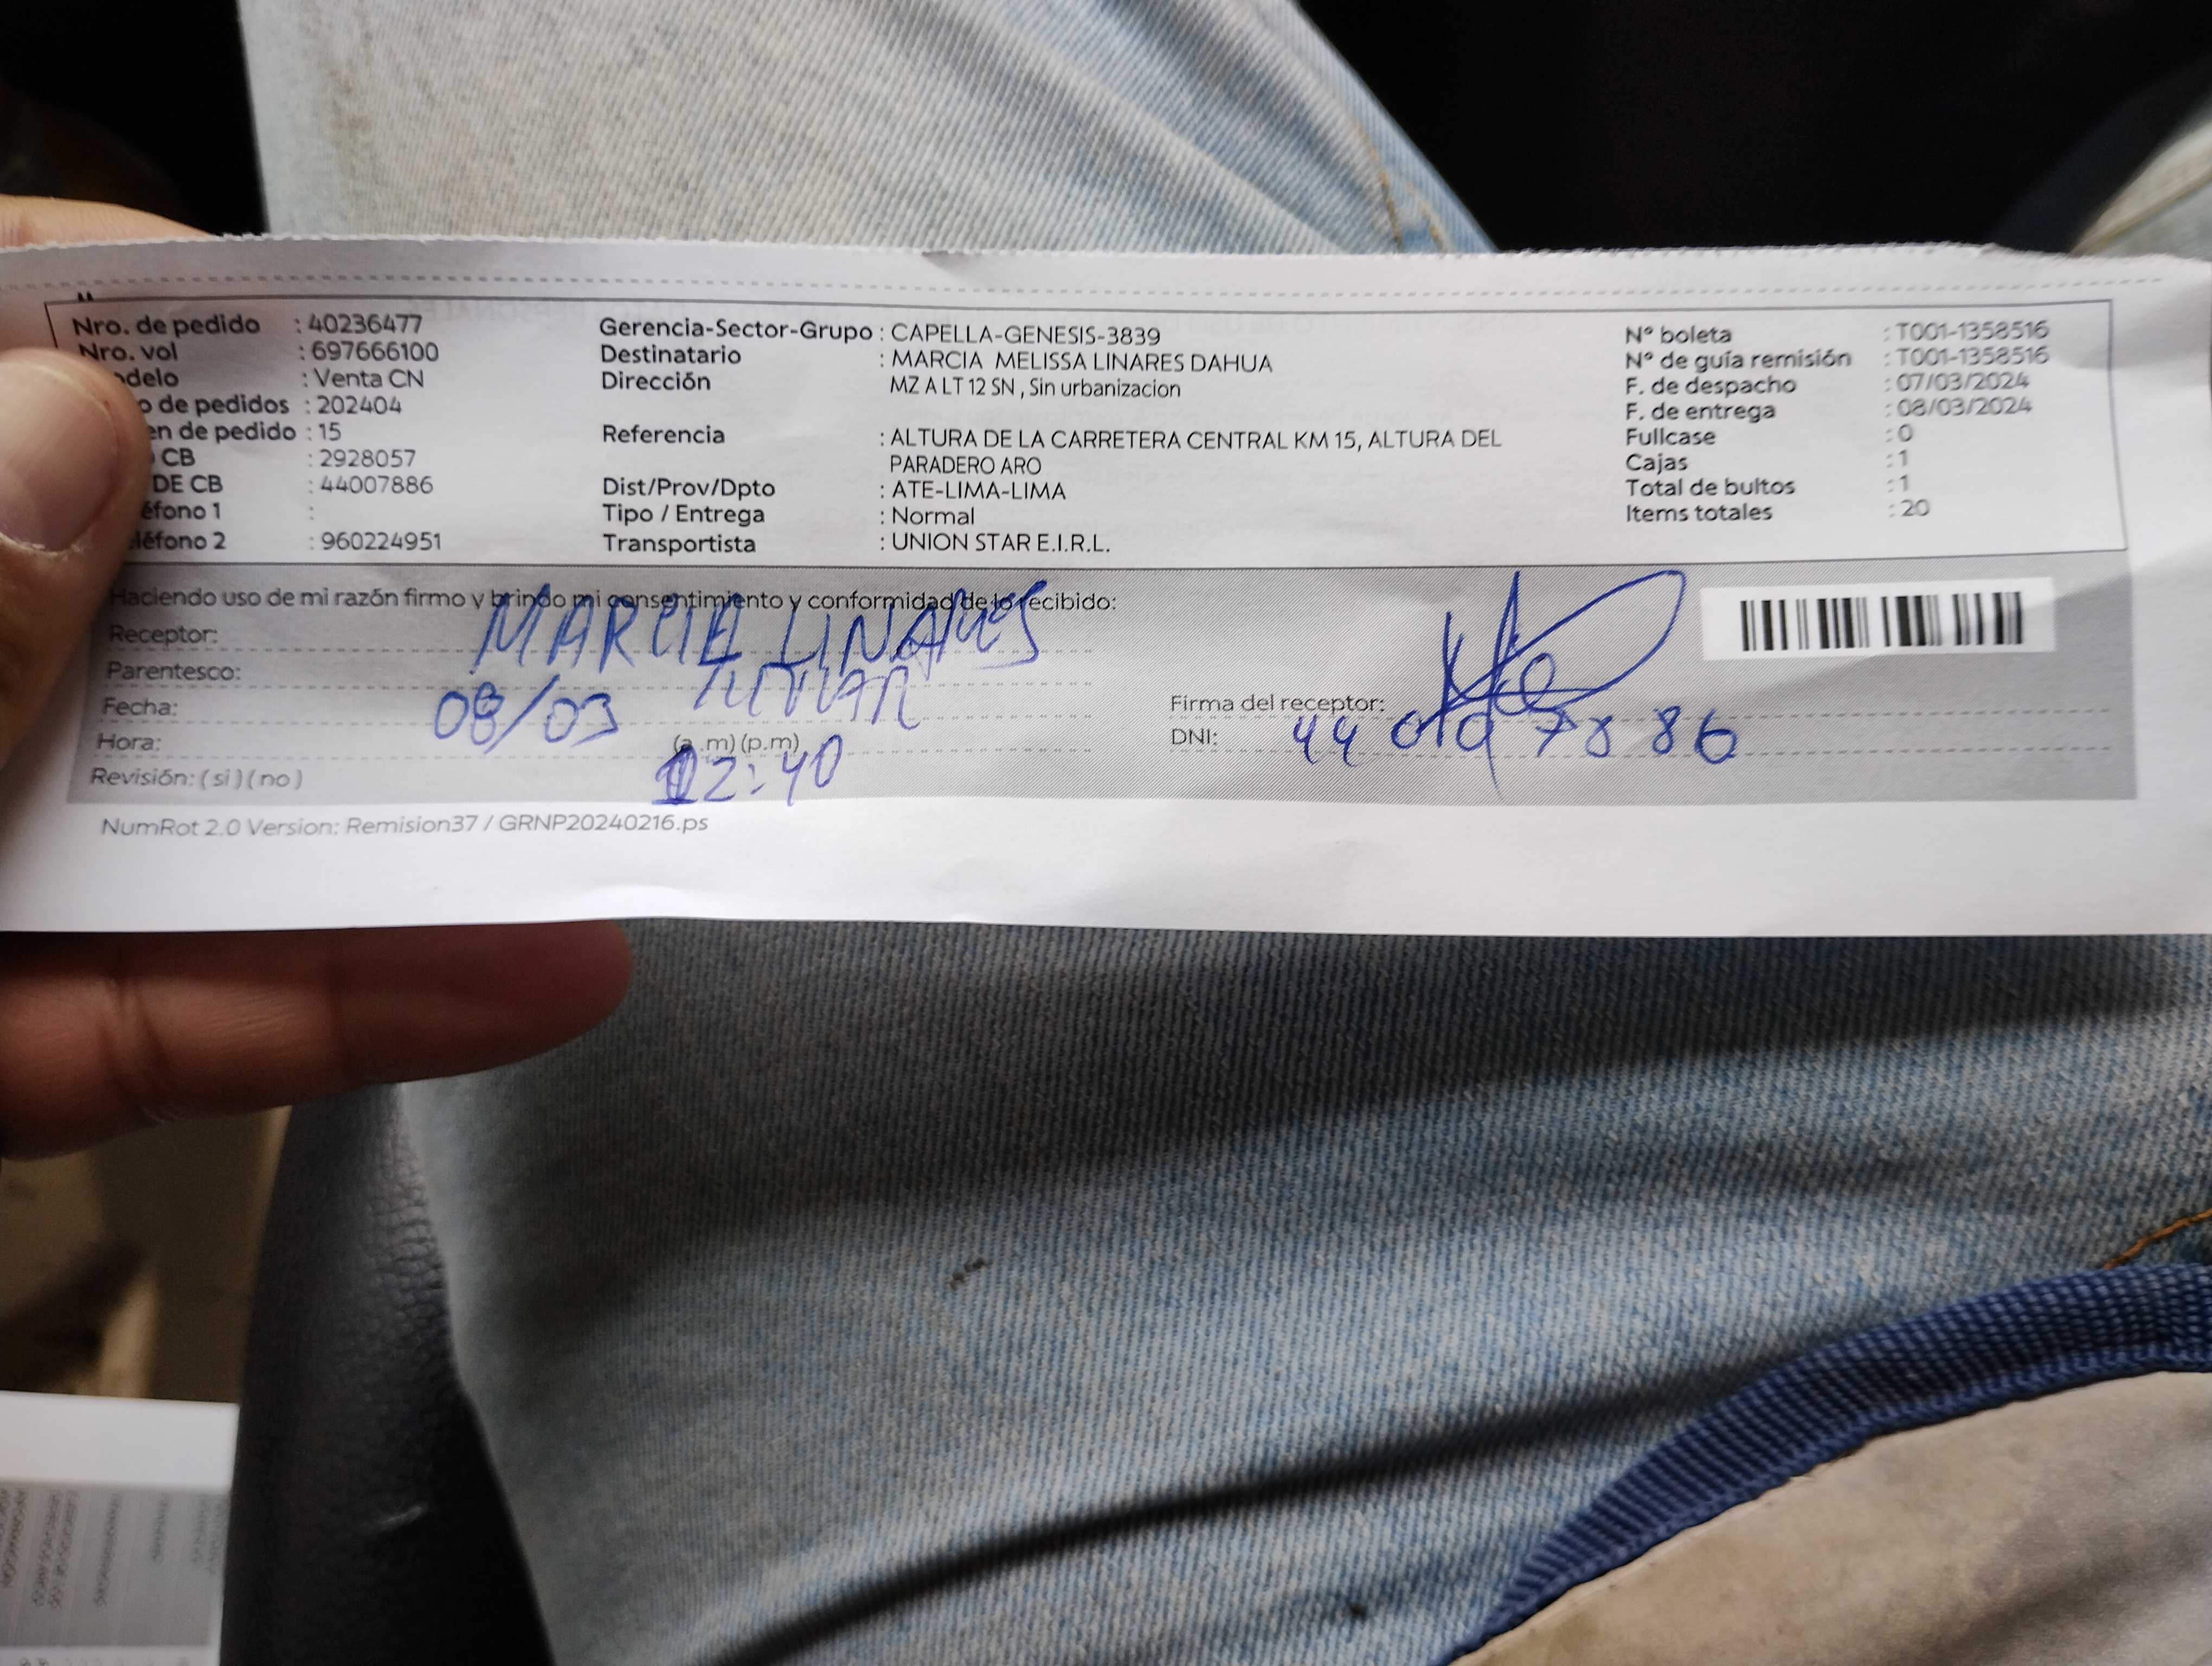 Nro. de pedido : 40236477
Nro. vol : 697666100
delo : Venta CN
o de pedidos : 202404
en de pedido : 15
CB : 2928057
DE CB : 44007886
éfono 1 :
léfono 2 : 960224951
Gerencia-Sector-Grupo : CAPELLA-GENESIS-3839
Destinatario : MARCIA MELISSA LINARES DAHUA
Dirección MZ A LT 12 SN , Sin urbanizacion
Referencia : ALTURA DE LA CARRETERA CENTRAL KM 15, ALTURA DEL
PARADERO ARO
Dist/Prov/Dpto : ATE-LIMA-LIMA
Tipo / Entrega : Normal
Transportista : UNION STAR E.I.R.L.
N° boleta : T001-1358516
N° de guía remisión : T001-1358516
F. de despacho : 07/03/2024
F. de entrega : 08/03/2024
Fullcase : 0
Cajas : 1
Total de bultos : 1
Items totales : 20
Haciendo uso de mi razón firmo y brindo mi consentimiento y conformidad de lo recibido:
Receptor: MARCIA LINARES
Parentesco: TITULAR
Fecha: 08/03
Hora: (a.m) (p.m) 12:40
Revisión: ( si ) ( no )
Firma del receptor:
DNI: 44007886
NumRot 2.0 Version: Remision37 / GRNP20240216.ps